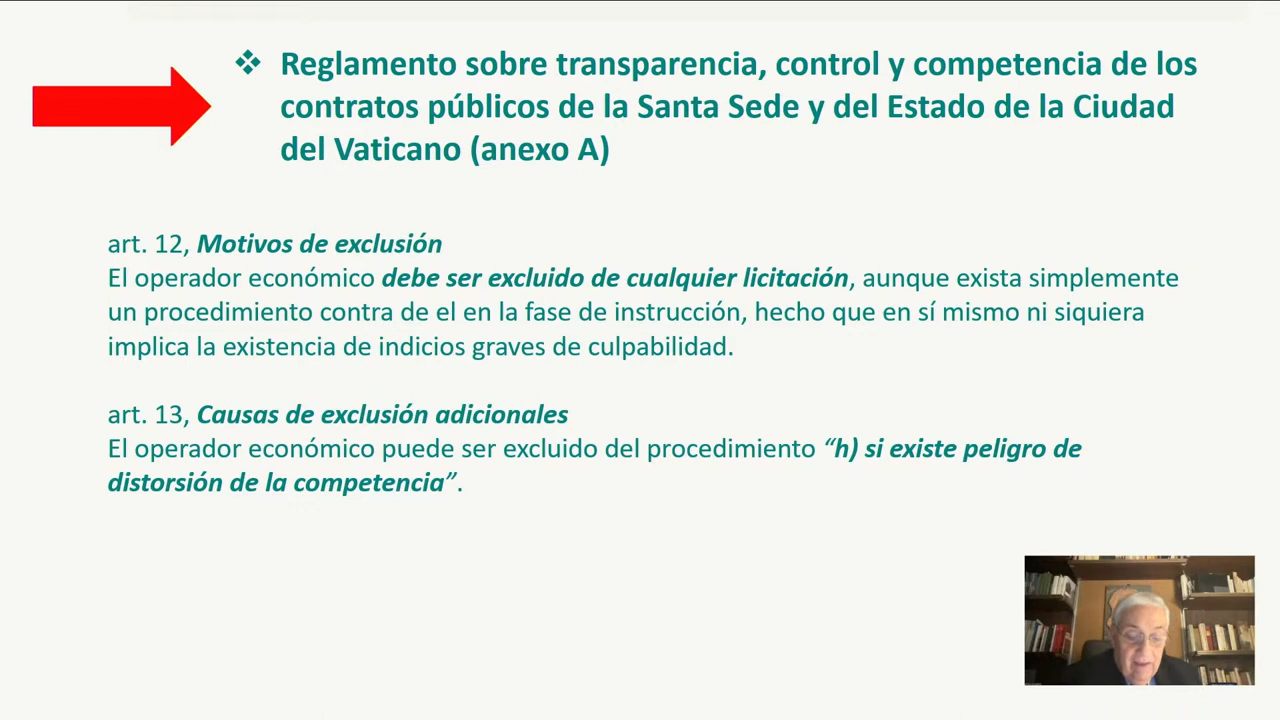 ❖ Reglamento sobre transparencia, control y competencia de los
contratos públicos de la Santa Sede y del Estado de la Ciudad
del Vaticano (anexo A)
art. 12, Motivos de exclusión
El operador económico debe ser excluido de cualquier licitación, aunque exista simplemente
un procedimiento contra de el en la fase de instrucción, hecho que en sí mismo ni siquiera
implica la existencia de indicios graves de culpabilidad.
art. 13, Causas de exclusión adicionales
El operador económico puede ser excluido del procedimiento “h) si existe peligro de
distorsión de la competencia”.